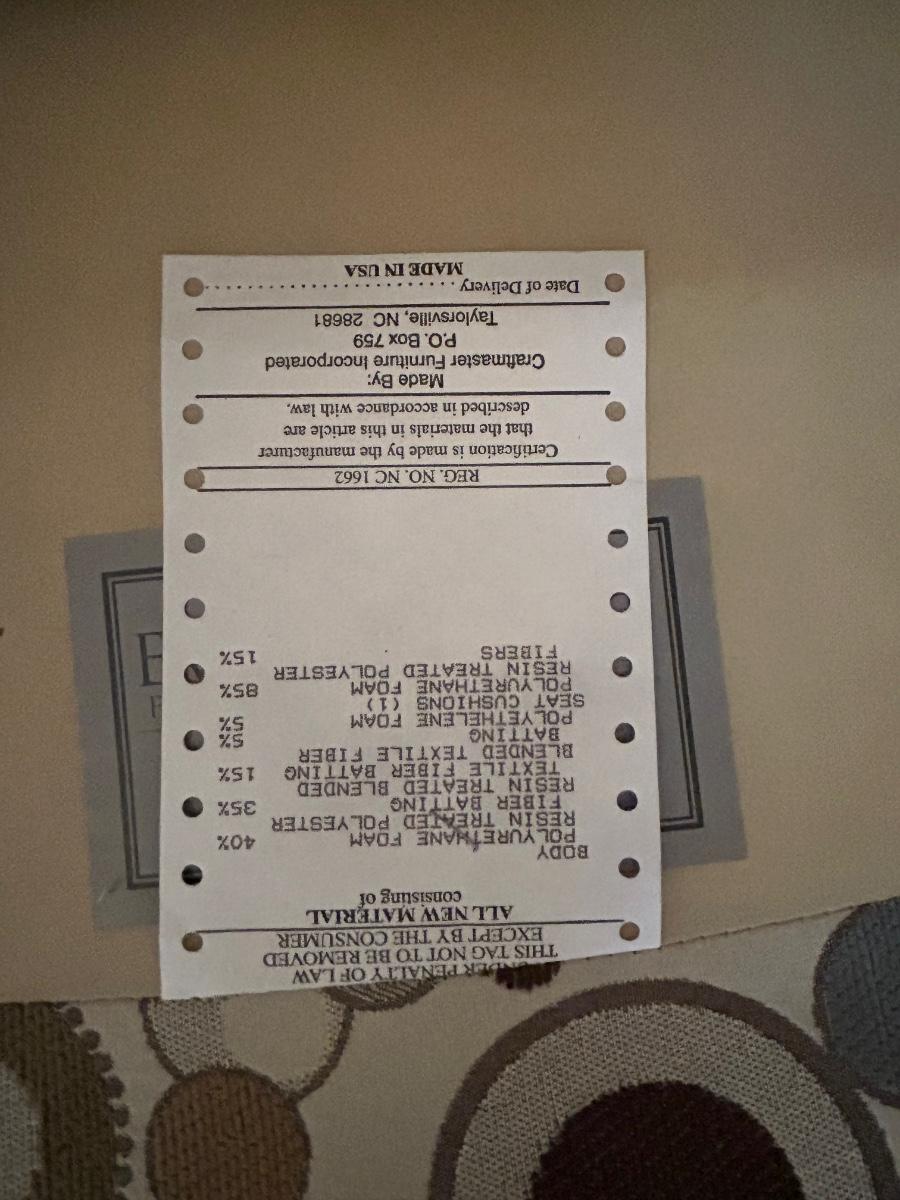 UNDER PENALTY OF LAW
THIS TAG NOT TO BE REMOVED
EXCEPT BY THE CONSUMER
ALL NEW MATERIAL
consisting of
BODY
POLYURETHANE FOAM 40%
RESIN TREATED POLYESTER
FIBER BATTING 35%
RESIN TREATED BLENDED
TEXTILE FIBER BATTING 15%
BLENDED TEXTILE FIBER
BATTING 5%
POLYETHELENE FOAM 5%
SEAT CUSHIONS (1)
POLYURETHANE FOAM 85%
RESIN TREATED POLYESTER
FIBERS 15%
REG. NO. NC 1662
Certification is made by the manufacturer
that the materials in this article are
described in accordance with law.
Made By:
Craftmaster Furniture Incorporated
P.O. Box 759
Taylorsville, NC 28681
Date of Delivery
MADE IN USA